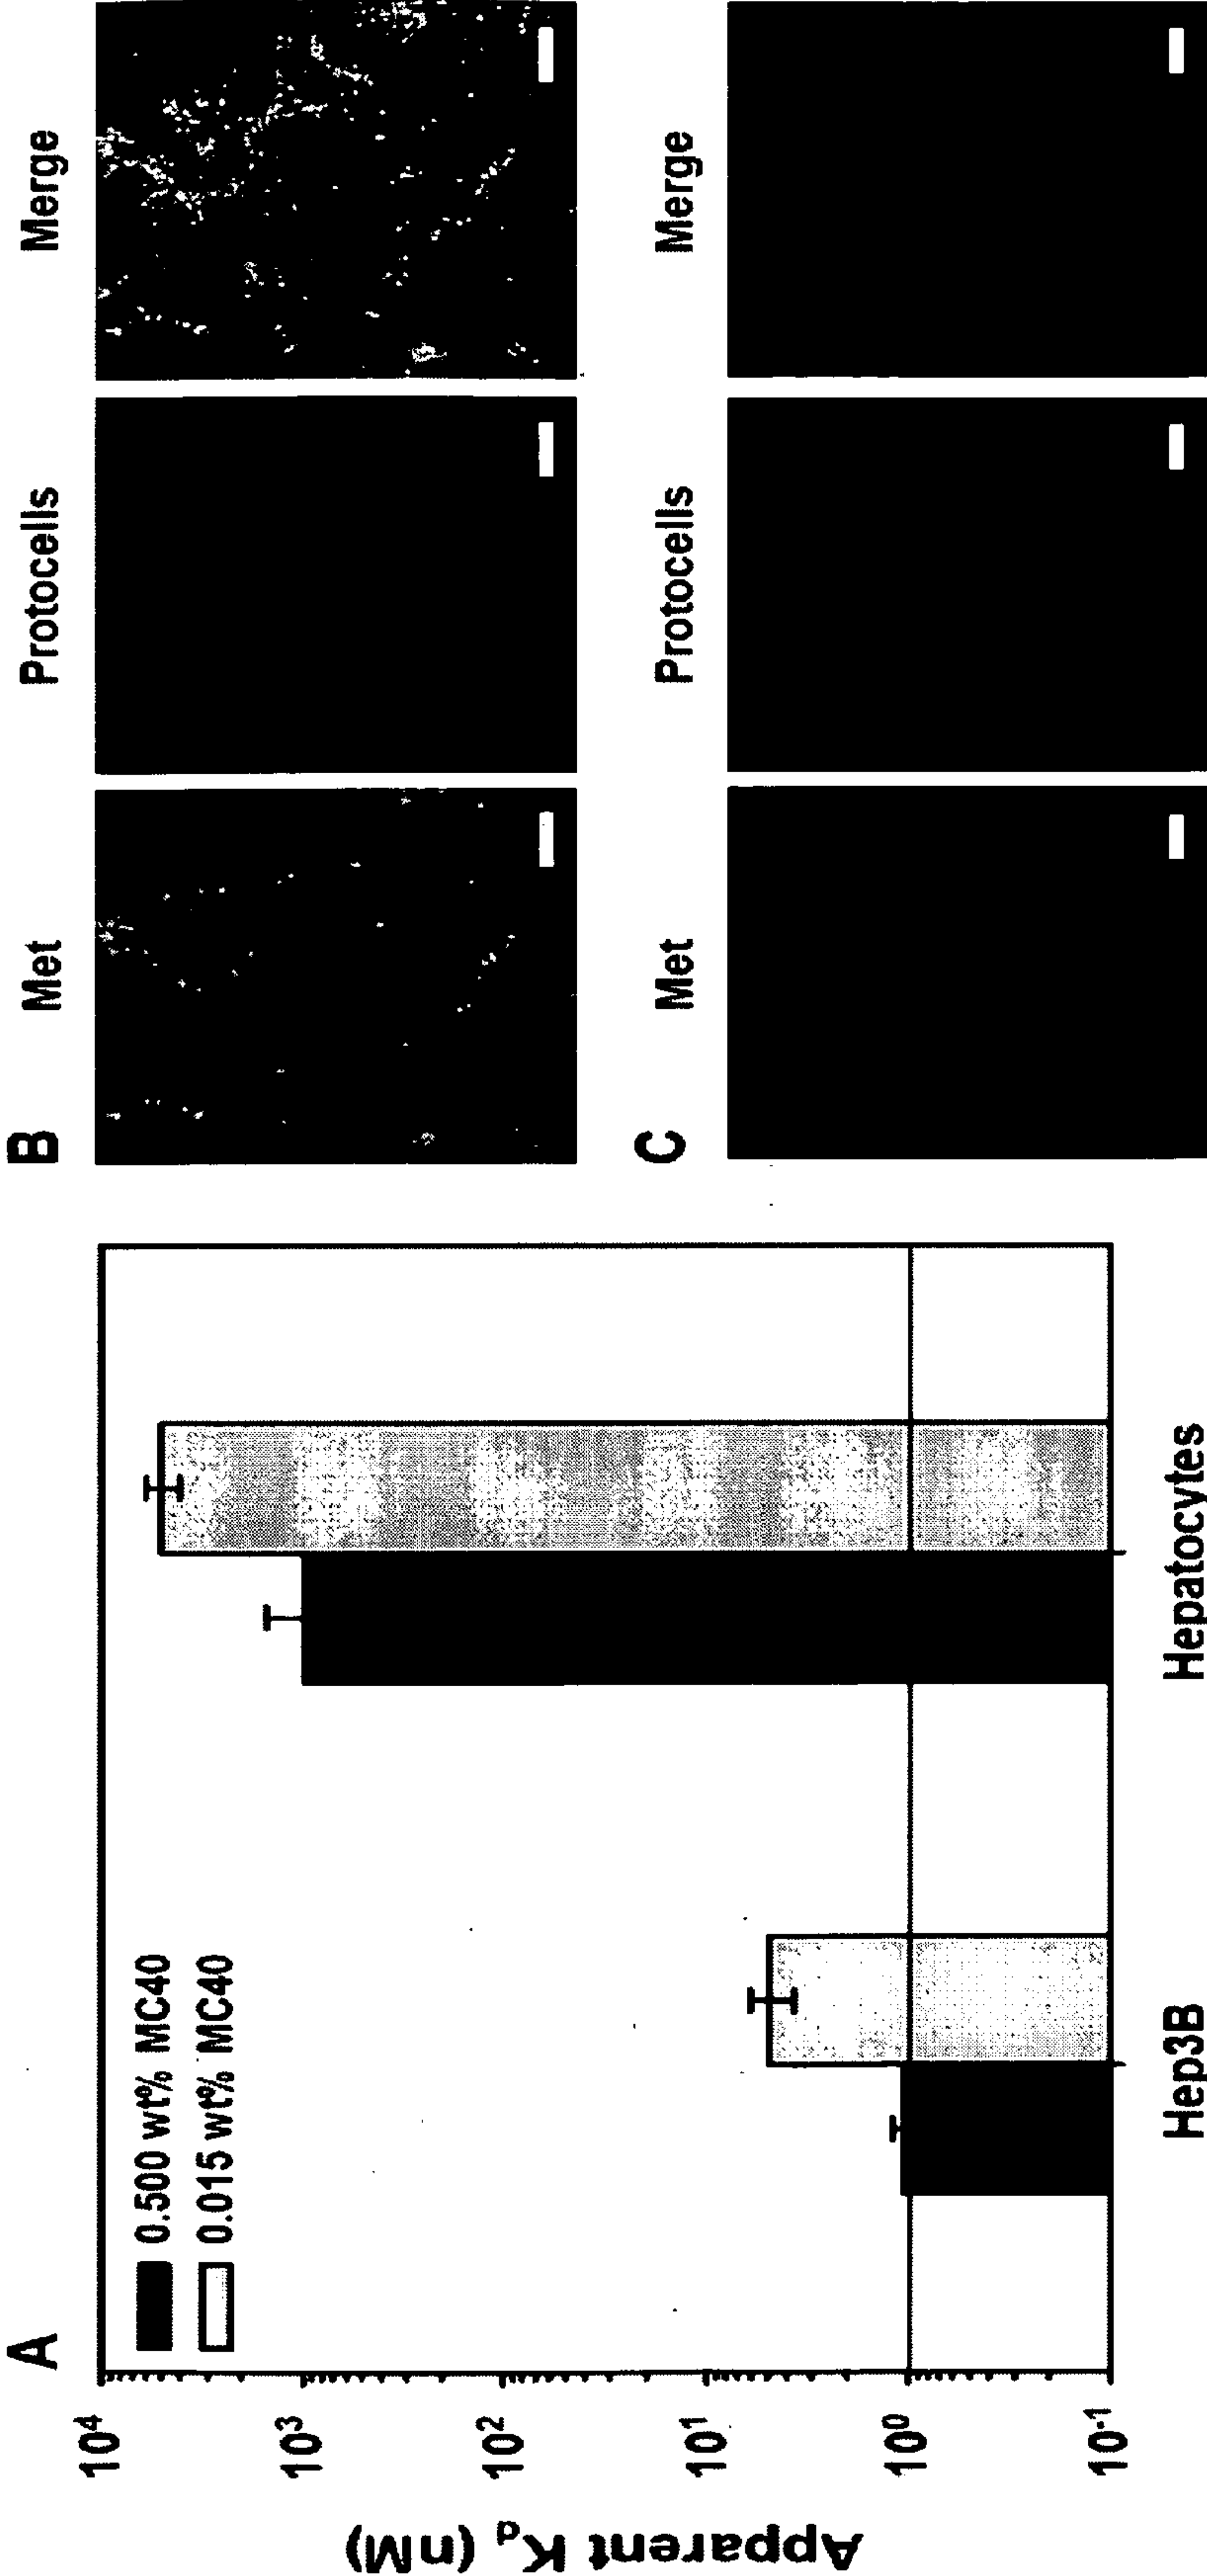 A
0.500 wt% MC40
0.015 wt% MC40
10⁴
10³
10²
10¹
10⁰
10⁻¹
Apparent K_d (nM)
Hep3B
Hepatocytes
B
Met
Protocells
Merge
C
Met
Protocells
Merge